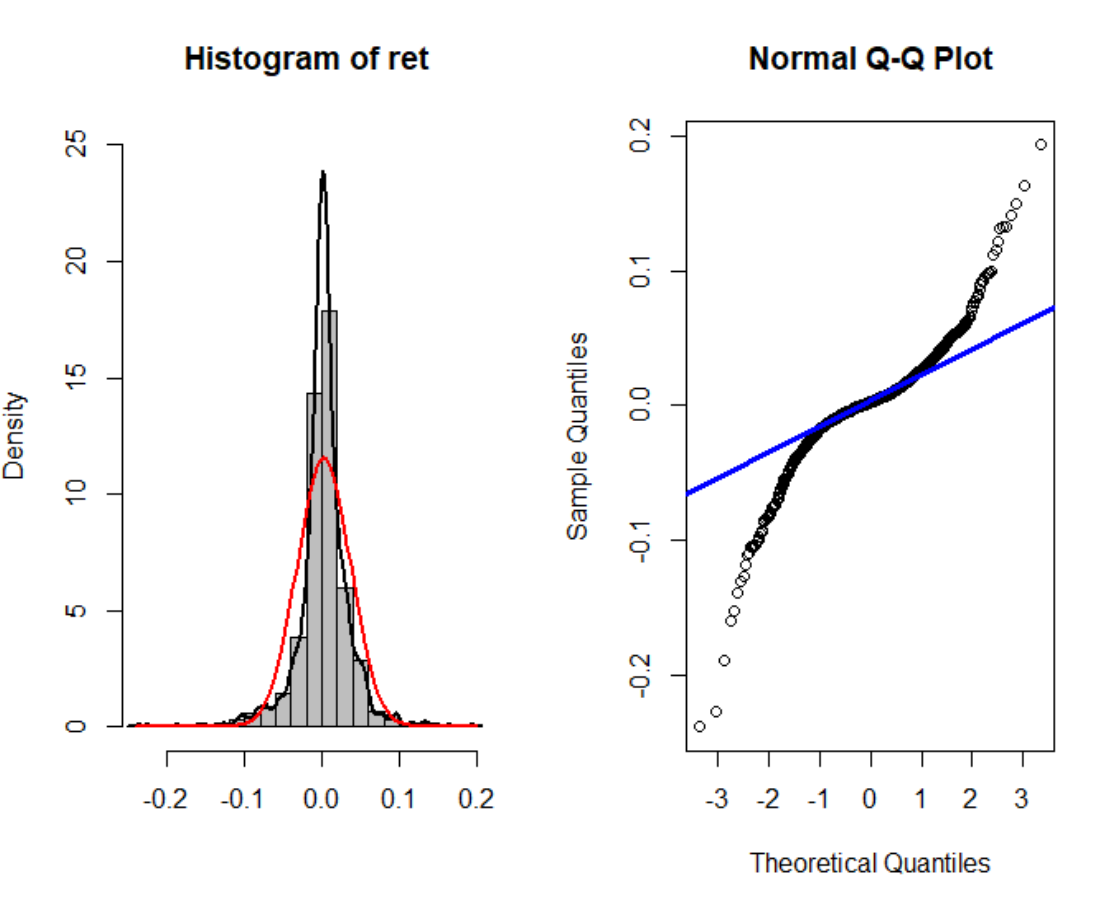 Histogram of ret
Density
25
20
15
10
5
0
-0.2 -0.1 0.0 0.1 0.2
Normal Q-Q Plot
Sample Quantiles
0.2
0.1
0.0
-0.1
-0.2
-3 -2 -1 0 1 2 3
Theoretical Quantiles